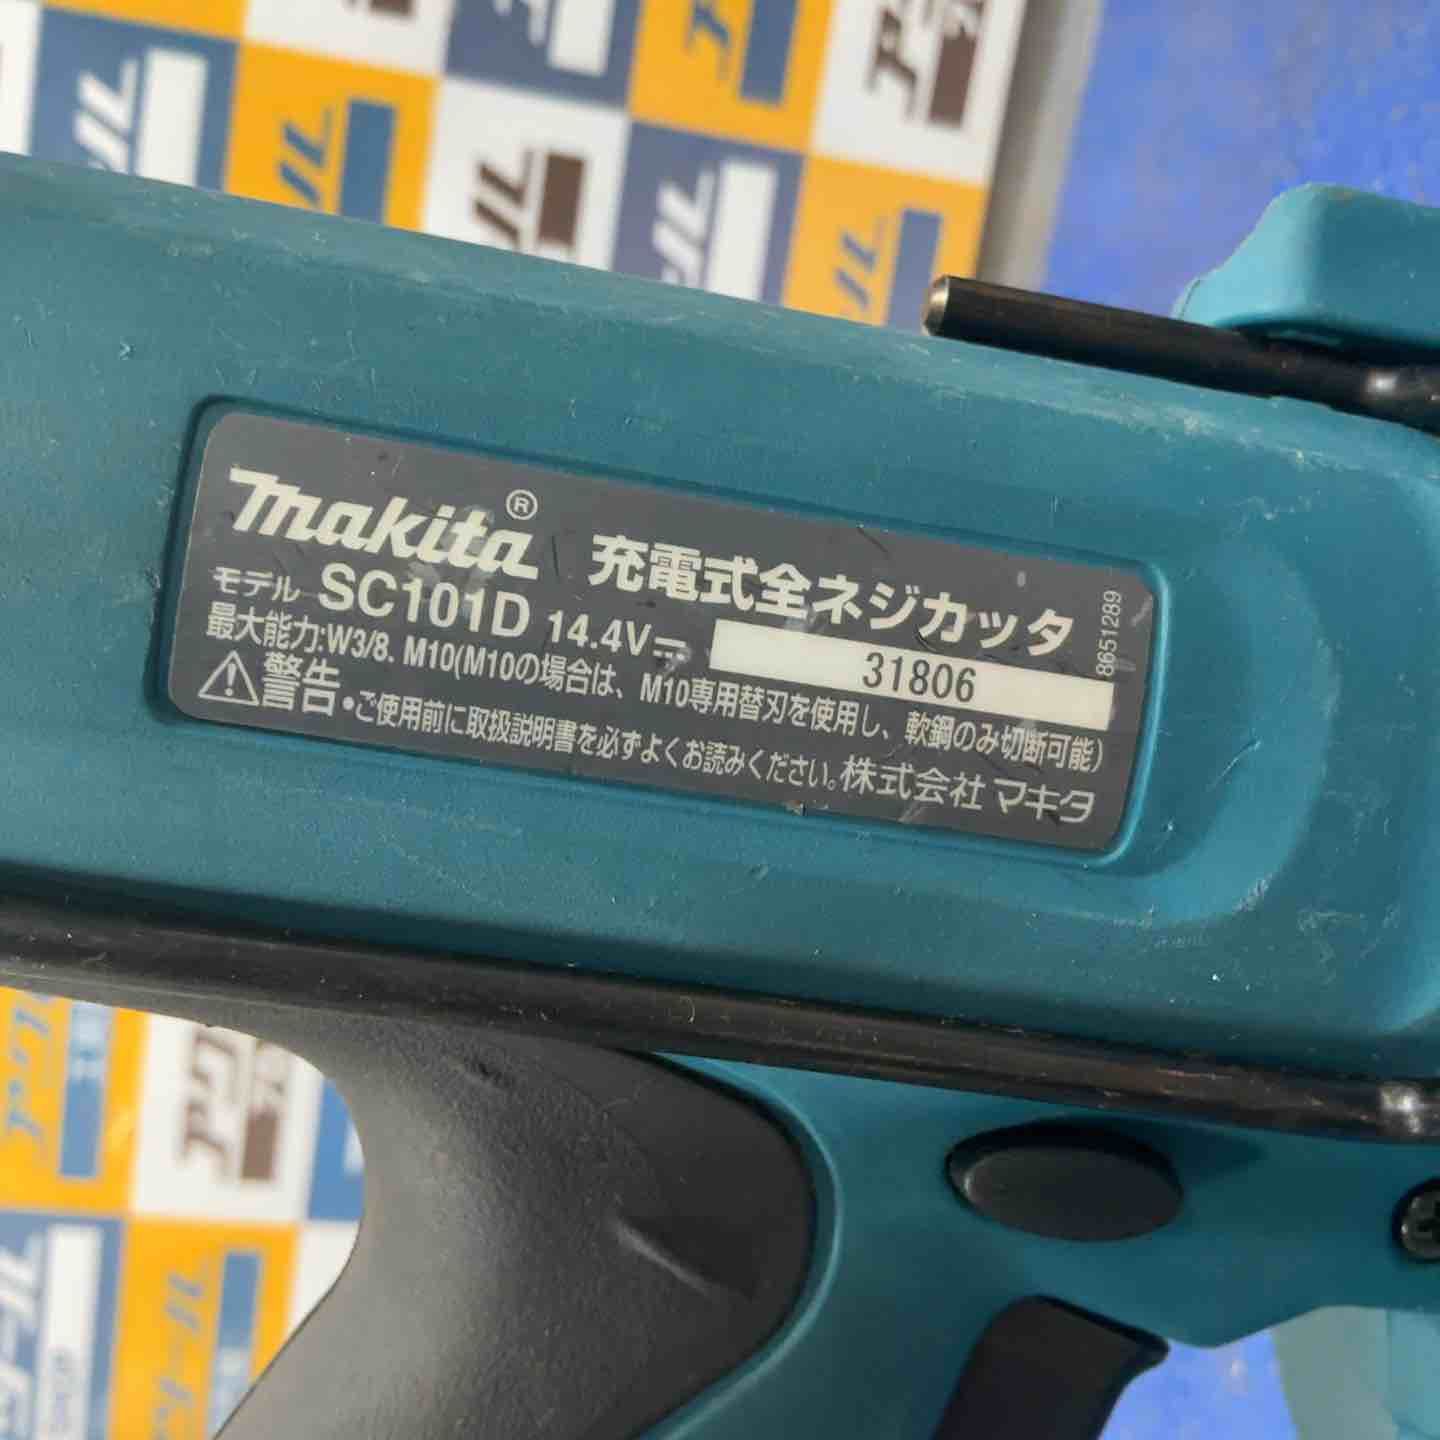 makita® 充電式全ネジカッタ
モデル SC101D 14.4V⎓ 31806
最大能力:W3/8. M10(M10の場合は、M10専用替刃を使用し、軟鋼のみ切断可能)
⚠警告 •ご使用前に取扱説明書を必ずよくお読みください。株式会社 マキタ
8651289